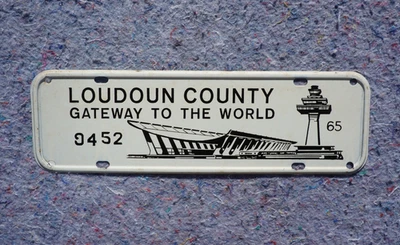 LOUDOUN COUNTY
GATEWAY TO THE WORLD
9452
65